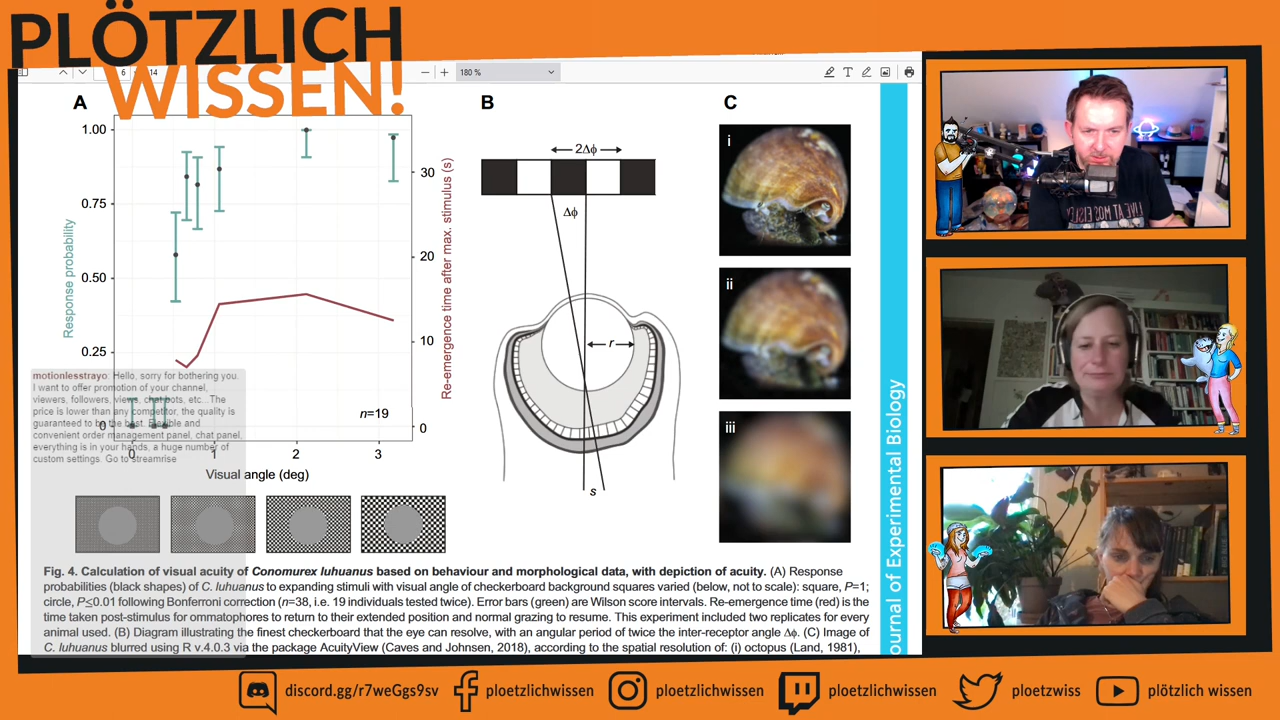 PLÖTZLICH
WISSEN!
6
14
180 %
A
B
C
1.00
0.75
0.50
0.25
0
Response probability
30
20
10
0
Re-emergence time after max. stimulus (s)
n=19
0
1
2
3
Visual angle (deg)
2Δϕ
Δϕ
r
s
i
ii
iii
motionlesstrayo: Hello, sorry for bothering you.
I want to offer promotion of your channel,
viewers, followers, views, chat bots, etc...The
price is lower than any competitor, the quality is
guaranteed to be the best. Flexible and
convenient order management panel, chat panel,
everything is in your hands, a huge number of
custom settings. Go to streamrise
Fig. 4. Calculation of visual acuity of Conomurex luhuanus based on behaviour and morphological data, with depiction of acuity. (A) Response
probabilities (black shapes) of C. luhuanus to expanding stimuli with visual angle of checkerboard background squares varied (below, not to scale): square, P=1;
circle, P≤0.01 following Bonferroni correction (n=38, i.e. 19 individuals tested twice). Error bars (green) are Wilson score intervals. Re-emergence time (red) is the
time taken post-stimulus for ommatophores to return to their extended position and normal grazing to resume. This experiment included two replicates for every
animal used. (B) Diagram illustrating the finest checkerboard that the eye can resolve, with an angular period of twice the inter-receptor angle Δϕ. (C) Image of
C. luhuanus blurred using R v.4.0.3 via the package AcuityView (Caves and Johnsen, 2018), according to the spatial resolution of: (i) octopus (Land, 1981),
ournal of Experimental Biology
LIVE AT MOS EISLEY
discord.gg/r7weGgs9sv
ploetzlichwissen
ploetzlichwissen
ploetzlichwissen
ploetzwiss
plötzlich wissen